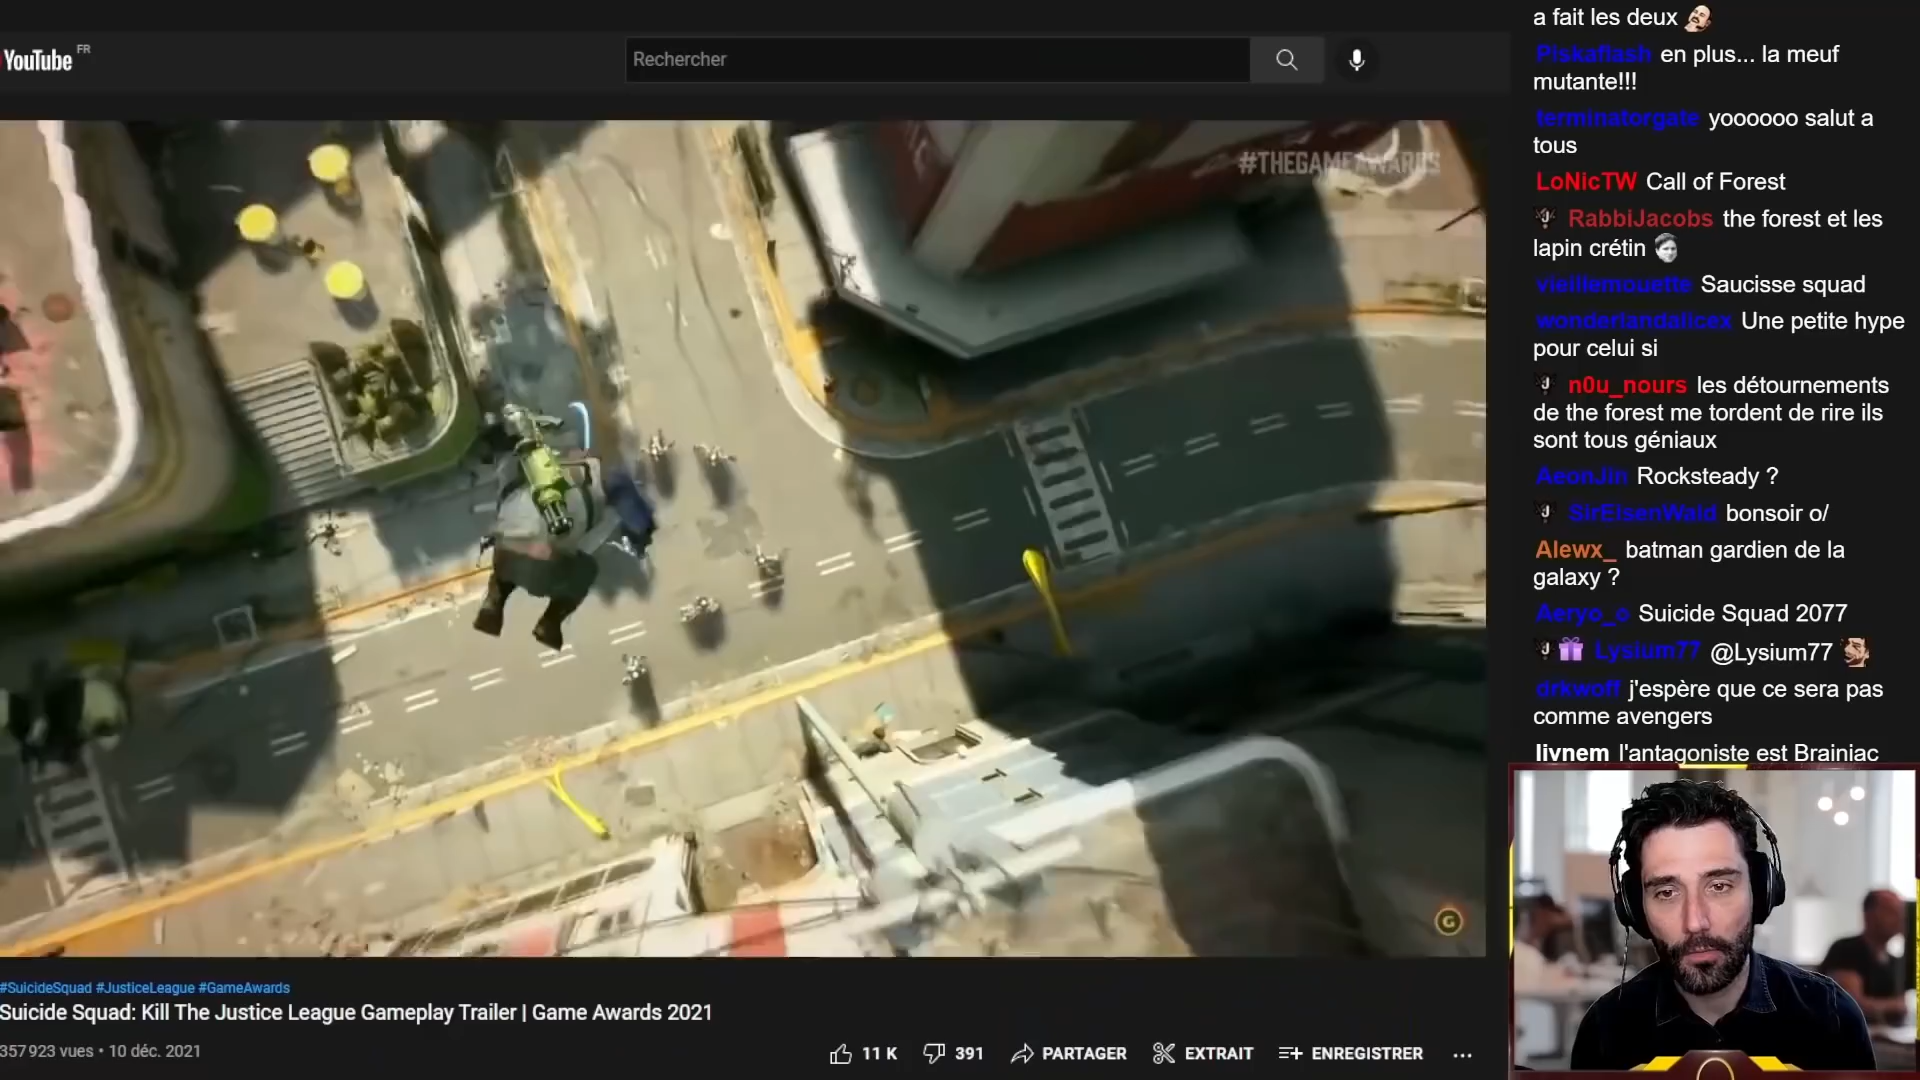 YouTube FR
Rechercher
#THEGAMEAWARDS
G
#SuicideSquad #JusticeLeague #GameAwards
Suicide Squad: Kill The Justice League Gameplay Trailer | Game Awards 2021
357 923 vues • 10 déc. 2021
11 K
391
PARTAGER
EXTRAIT
ENREGISTRER
a fait les deux
Piskaflash en plus... la meuf
mutante!!!
terminatorgate yoooooo salut a
tous
LoNicTW Call of Forest
RabbiJacobs the forest et les
lapin crétin
vieillemouette Saucisse squad
wonderlandalicex Une petite hype
pour celui si
n0u_nours les détournements
de the forest me tordent de rire ils
sont tous géniaux
AeonJin Rocksteady ?
SirEisenWald bonsoir o/
Alewx_ batman gardien de la
galaxy ?
Aeryo_o Suicide Squad 2077
Lysium77 @Lysium77
drkwoff j'espère que ce sera pas
comme avengers
livnem l'antagoniste est Brainiac